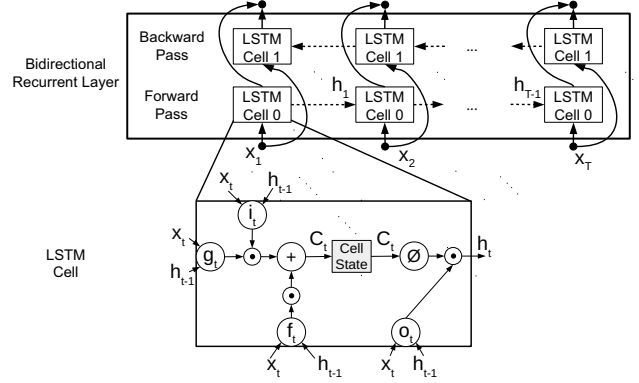 Bidirectional
Recurrent Layer
Backward
Pass
LSTM
Cell 1
LSTM
Cell 1
...
LSTM
Cell 1
Forward
Pass
LSTM
Cell 0
h1
LSTM
Cell 0
...
hT-1
LSTM
Cell 0
x1
x2
xT
LSTM
Cell
xt
ht-1
it
xt
ht-1
gt
+
Ct
Cell
State
Ct
Ø
ht
ft
xt
ht-1
ot
xt
ht-1